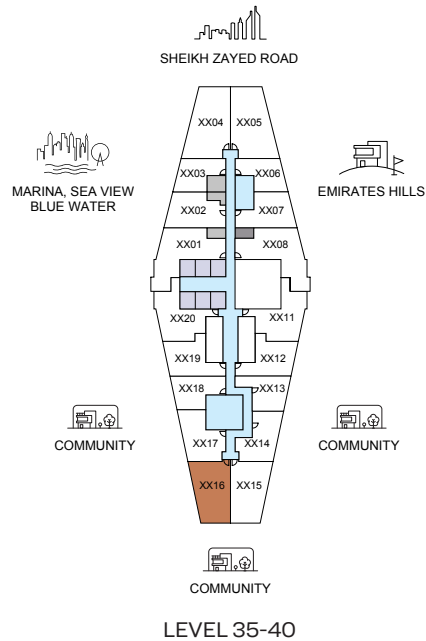 SHEIKH ZAYED ROAD
XX04
XX05
MARINA, SEA VIEW
BLUE WATER
EMIRATES HILLS
XX03
XX06
XX02
XX07
XX01
XX08
XX20
XX11
XX19
XX12
XX18
XX13
COMMUNITY
COMMUNITY
XX17
XX14
XX16
XX15
COMMUNITY
LEVEL 35-40